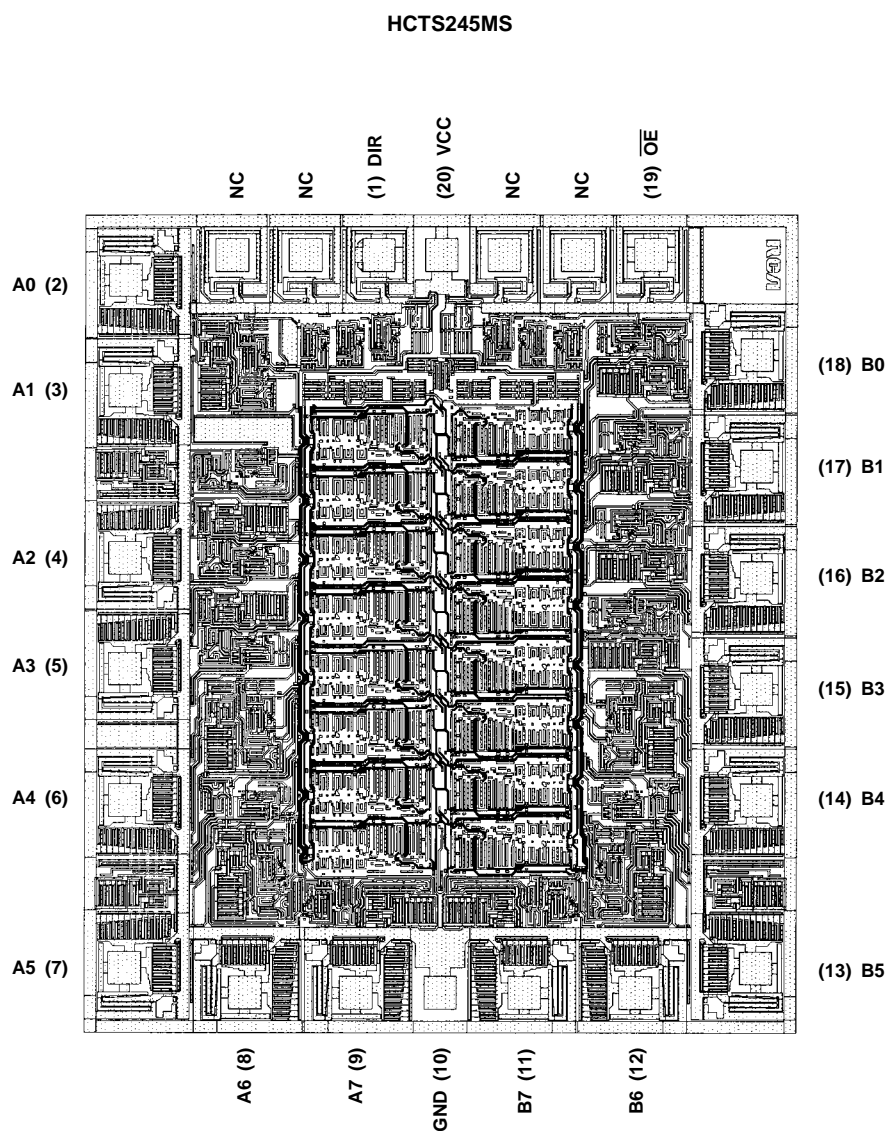 HCTS245MS
NC
NC
(1) DIR
(20) VCC
NC
NC
(19) OE
RCA
A0 (2)
A1 (3)
A2 (4)
A3 (5)
A4 (6)
A5 (7)
(18) B0
(17) B1
(16) B2
(15) B3
(14) B4
(13) B5
A6 (8)
A7 (9)
GND (10)
B7 (11)
B6 (12)